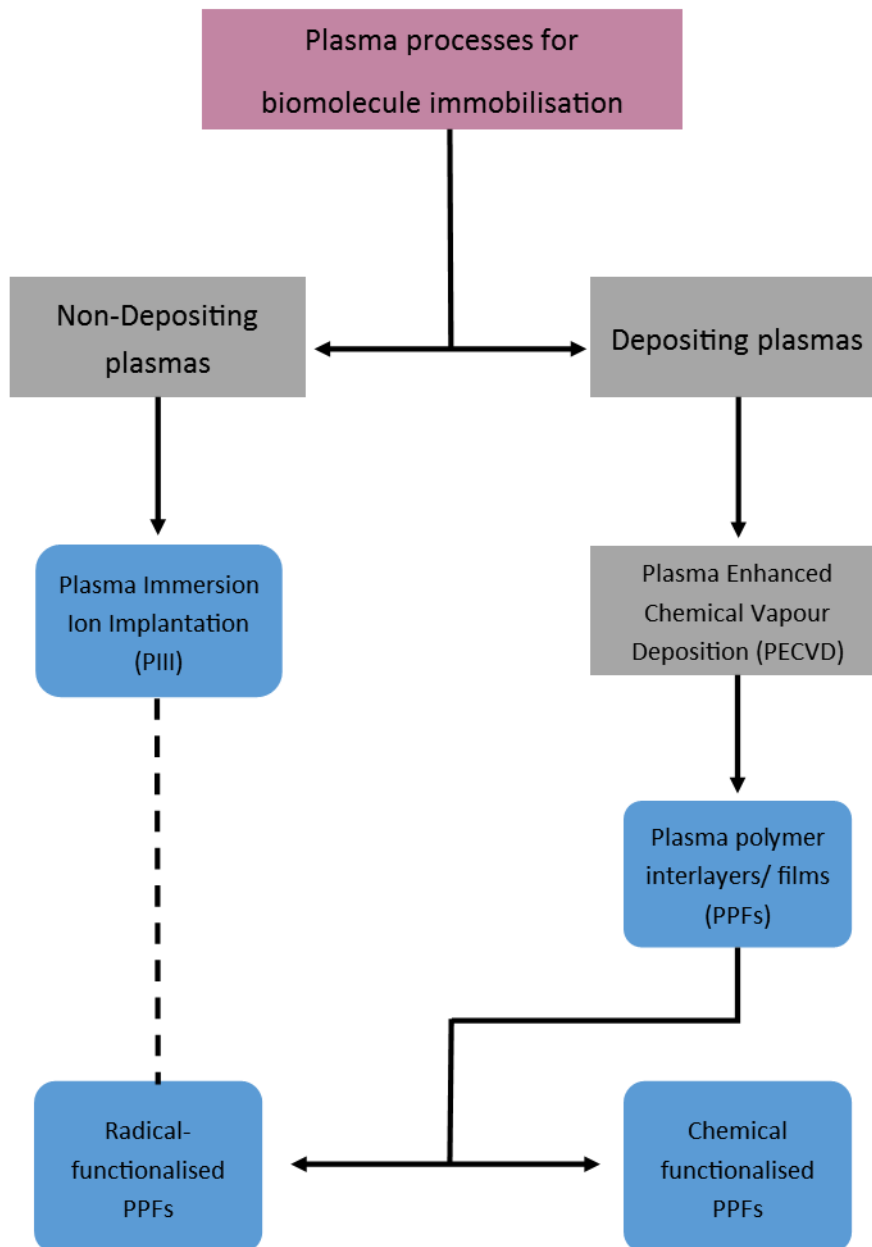 Plasma processes for
biomolecule immobilisation
Non-Depositing
plasmas
Depositing plasmas
Plasma Immersion
Ion Implantation
(PIII)
Plasma Enhanced
Chemical Vapour
Deposition (PECVD)
Plasma polymer
interlayers/ films
(PPFs)
Radical-
functionalised
PPFs
Chemical
functionalised
PPFs